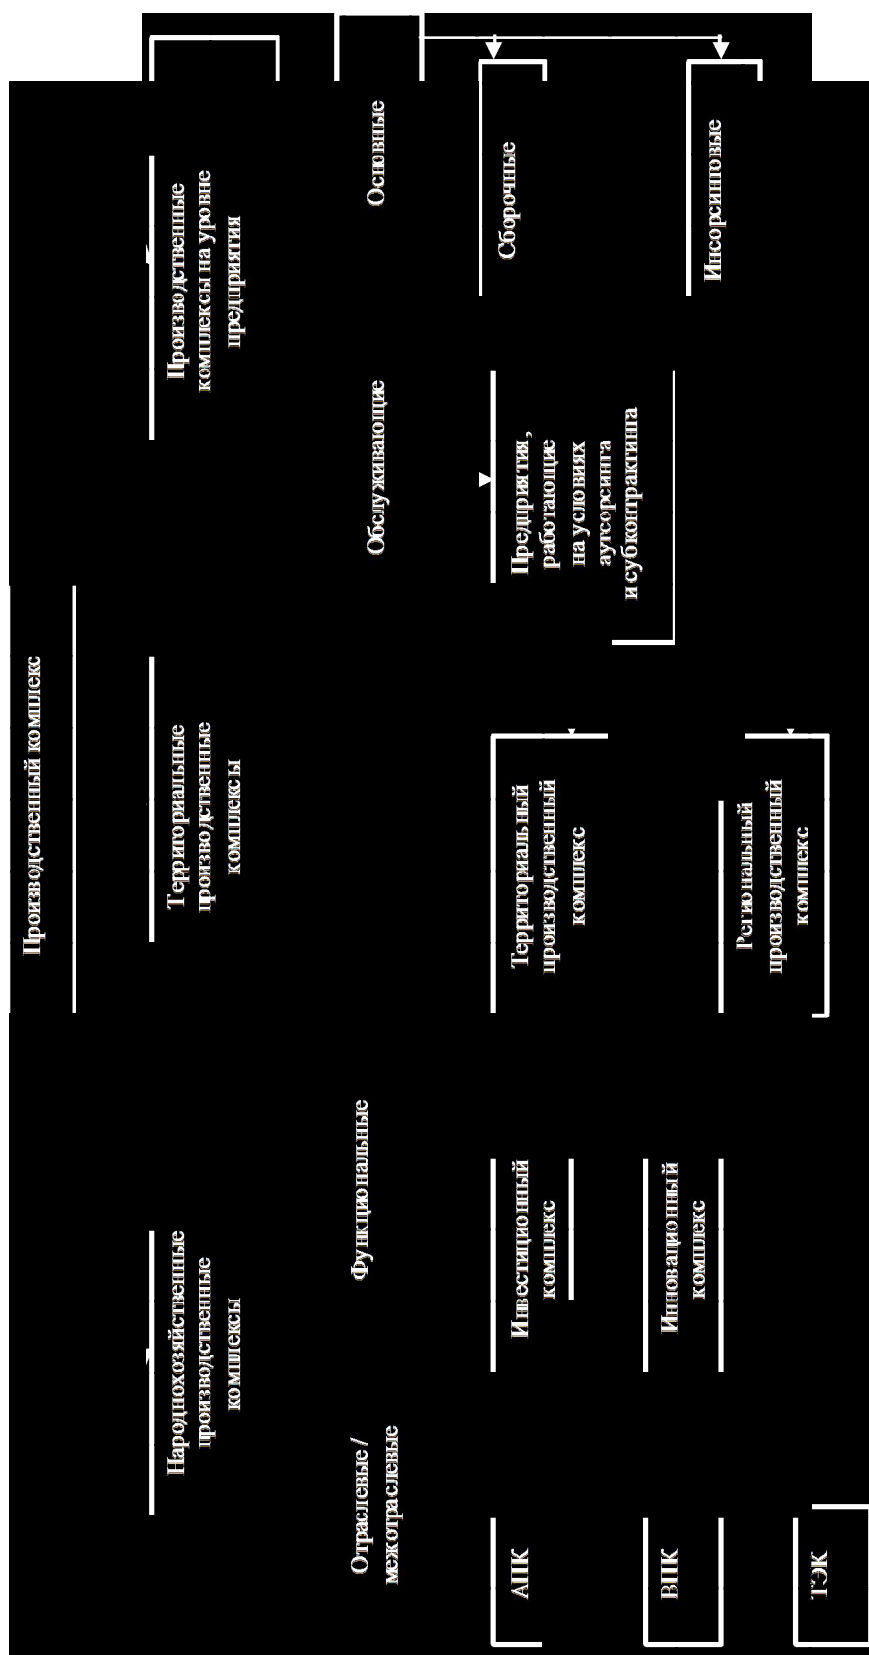 Производственный комплекс
Народнохозяйственные
производственные
комплексы
Территориальные
производственные
комплексы
Производственные
комплексы на уровне
предприятия
Отраслевые /
межотраслевые
Функциональные
Обслуживающие
Основные
АПК
ВПК
ТЭК
Инвестиционный
комплекс
Инновационный
комплекс
Территориальный
производственный
комплекс
Региональный
производственный
комплекс
Предприятия,
работающие
на условиях
аутсорсинга
и субконтрактинга
Сборочные
Инсорсинговые